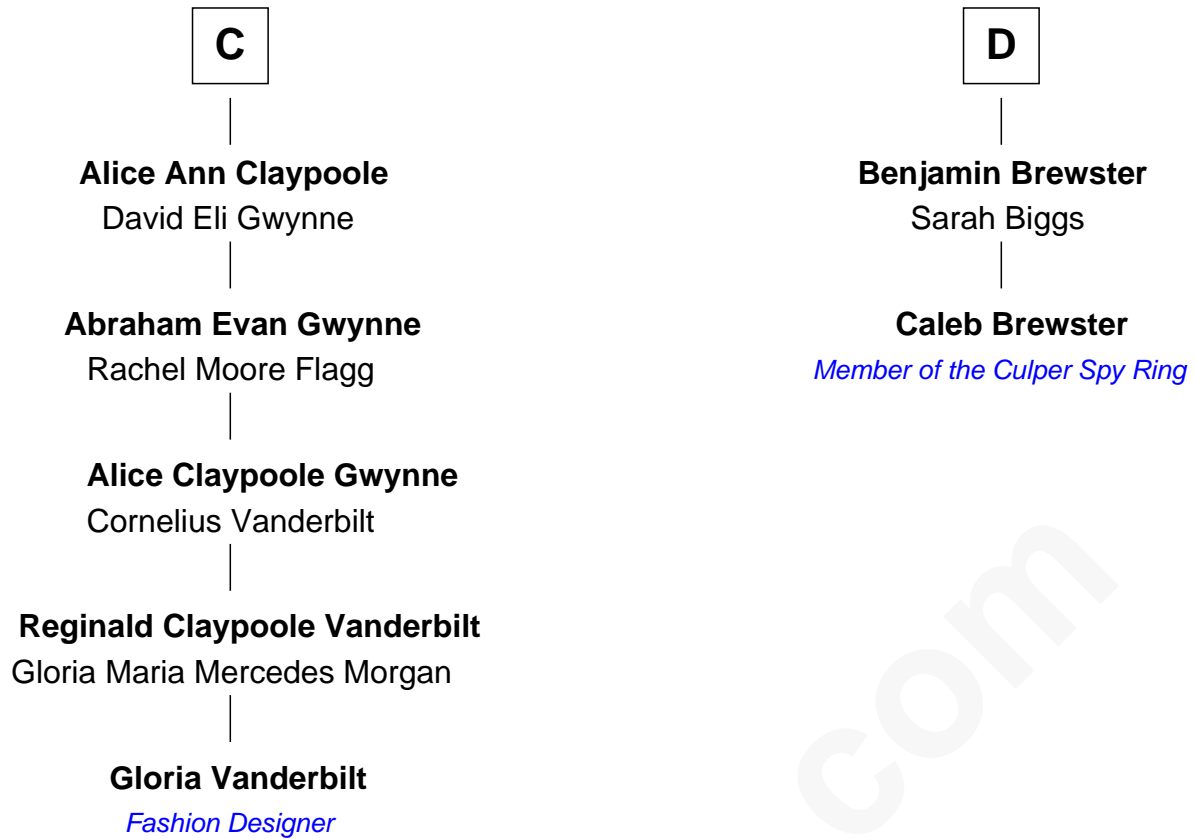 C
Alice Ann Claypoole
David Eli Gwynne
Abraham Evan Gwynne
Rachel Moore Flagg
Alice Claypoole Gwynne
Cornelius Vanderbilt
Reginald Claypoole Vanderbilt
Gloria Maria Mercedes Morgan
Gloria Vanderbilt
Fashion Designer
D
Benjamin Brewster
Sarah Biggs
Caleb Brewster
Member of the Culper Spy Ring
com